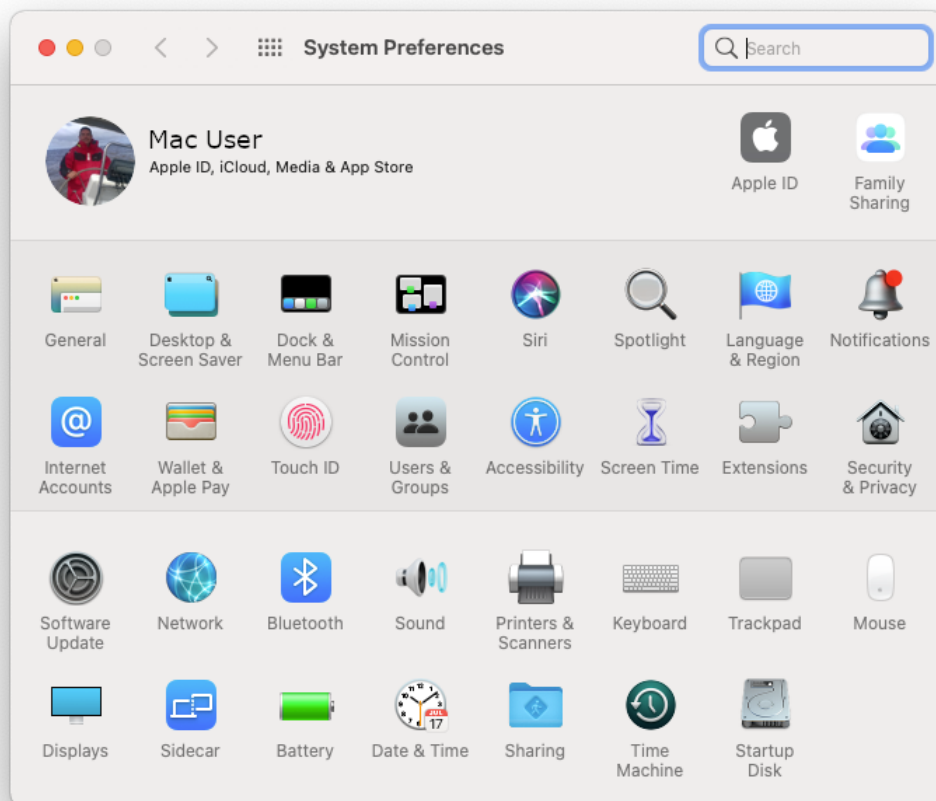 System Preferences
Search
Mac User
Apple ID, iCloud, Media & App Store
Apple ID
Family
Sharing
General
Desktop &
Screen Saver
Dock &
Menu Bar
Mission
Control
Siri
Spotlight
Language
& Region
Notifications
Internet
Accounts
Wallet &
Apple Pay
Touch ID
Users &
Groups
Accessibility
Screen Time
Extensions
Security
& Privacy
Software
Update
Network
Bluetooth
Sound
Printers &
Scanners
Keyboard
Trackpad
Mouse
Displays
Sidecar
Battery
JUL
17
Date & Time
Sharing
Time
Machine
Startup
Disk